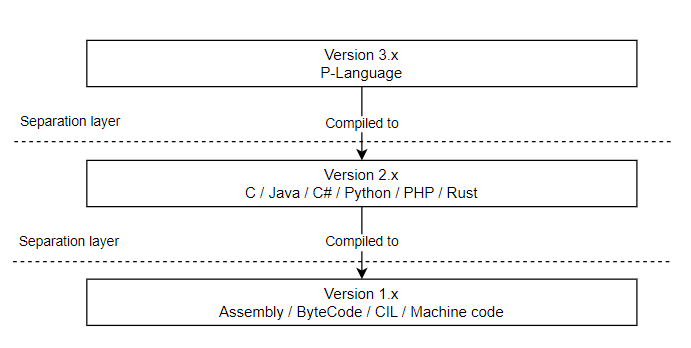 Version 3.x
P-Language
Separation layer
Compiled to
Version 2.x
C / Java / C# / Python / PHP / Rust
Separation layer
Compiled to
Version 1.x
Assembly / ByteCode / CIL / Machine code